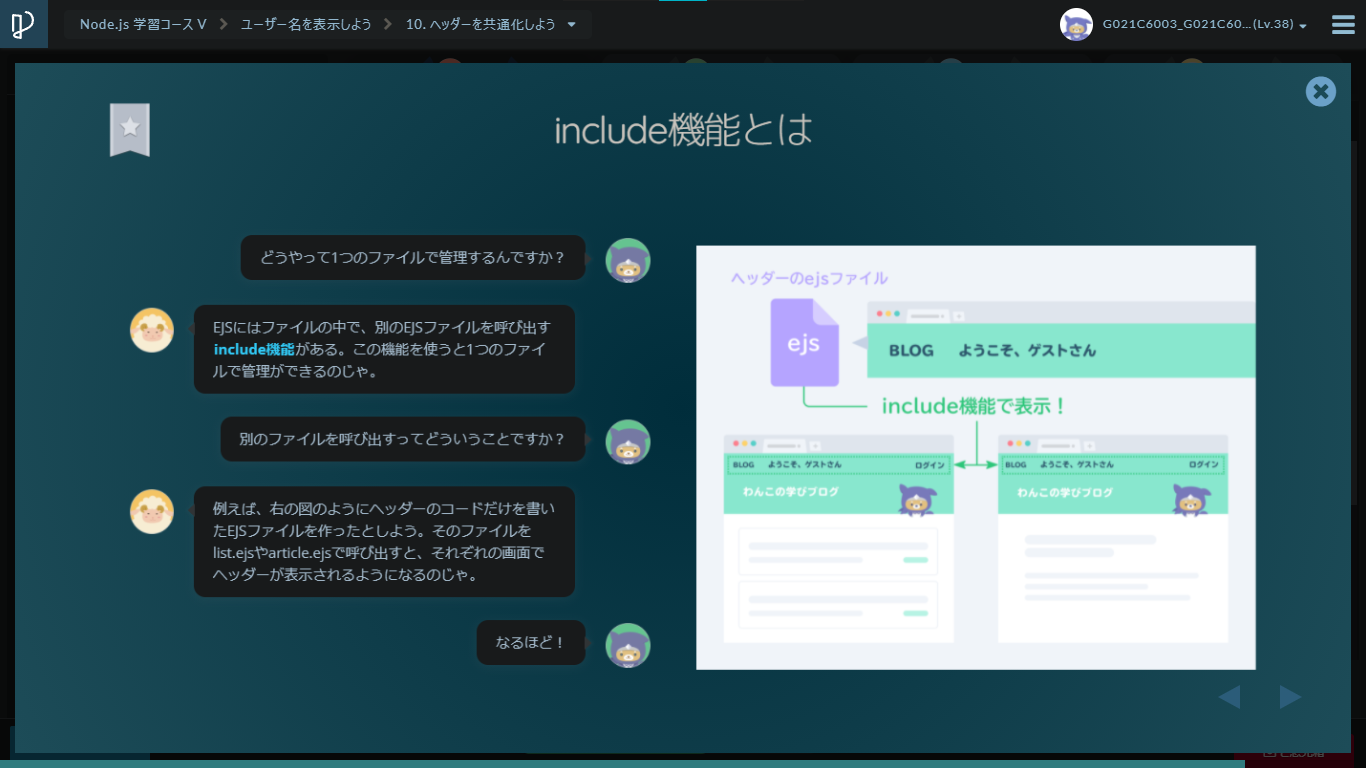 Node.js 学習コース V
ユーザー名を表示しよう
10. ヘッダーを共通化しよう
G021C6003_G021C60...(Lv.38)
include機能とは
どうやって1つのファイルで管理するんですか？
EJSにはファイルの中で、別のEJSファイルを呼び出す
include機能がある。この機能を使うと1つのファイ
ルで管理ができるのじゃ。
別のファイルを呼び出すってどういうことですか？
例えば、右の図のようにヘッダーのコードだけを書い
たEJSファイルを作ったとしよう。そのファイルを
list.ejsやarticle.ejsで呼び出すと、それぞれの画面で
ヘッダーが表示されるようになるのじゃ。
なるほど！
ヘッダーのejsファイル
ejs
BLOG ようこそ、ゲストさん
include機能で表示！
BLOG ようこそ、ゲストさん ログイン
わんこの学びブログ
BLOG ようこそ、ゲストさん ログイン
わんこの学びブログ